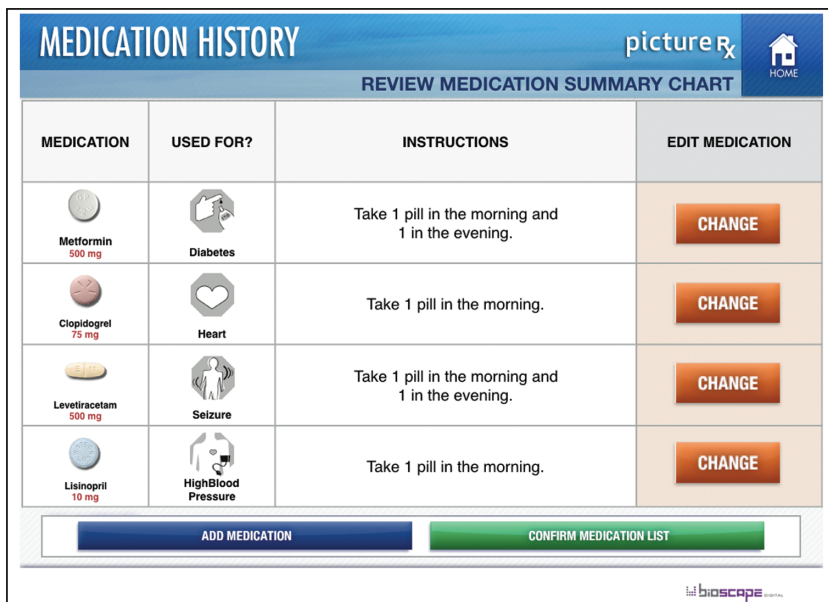 MEDICATION HISTORY
pictureRx
HOME
REVIEW MEDICATION SUMMARY CHART
MEDICATION
USED FOR?
INSTRUCTIONS
EDIT MEDICATION
Metformin
500 mg
Diabetes
Take 1 pill in the morning and
1 in the evening.
CHANGE
Clopidogrel
75 mg
Heart
Take 1 pill in the morning.
CHANGE
Levetiracetam
500 mg
Seizure
Take 1 pill in the morning and
1 in the evening.
CHANGE
Lisinopril
10 mg
HighBlood
Pressure
Take 1 pill in the morning.
CHANGE
ADD MEDICATION
CONFIRM MEDICATION LIST
bioscape DIGITAL